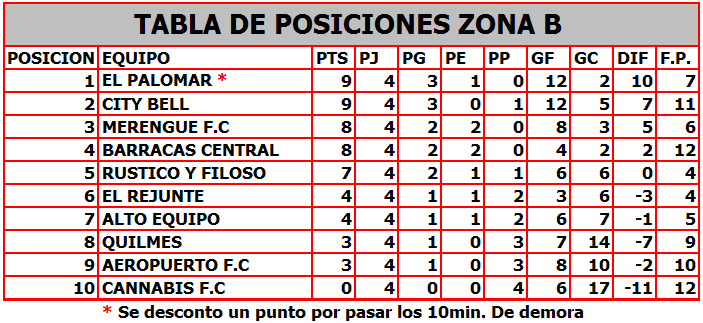 TABLA DE POSICIONES ZONA B
POSICION EQUIPO PTS PJ PG PE PP GF GC DIF F.P.
1 EL PALOMAR * 9 4 3 1 0 12 2 10 7
2 CITY BELL 9 4 3 0 1 12 5 7 11
3 MERENGUE F.C 8 4 2 2 0 8 3 5 6
4 BARRACAS CENTRAL 8 4 2 2 0 4 2 2 12
5 RUSTICO Y FILOSO 7 4 2 1 1 6 6 0 4
6 EL REJUNTE 4 4 1 1 2 3 6 -3 4
7 ALTO EQUIPO 4 4 1 1 2 6 7 -1 5
8 QUILMES 3 4 1 0 3 7 14 -7 9
9 AEROPUERTO F.C 3 4 1 0 3 8 10 -2 10
10 CANNABIS F.C 0 4 0 0 4 6 17 -11 12
* Se desconto un punto por pasar los 10min. De demora